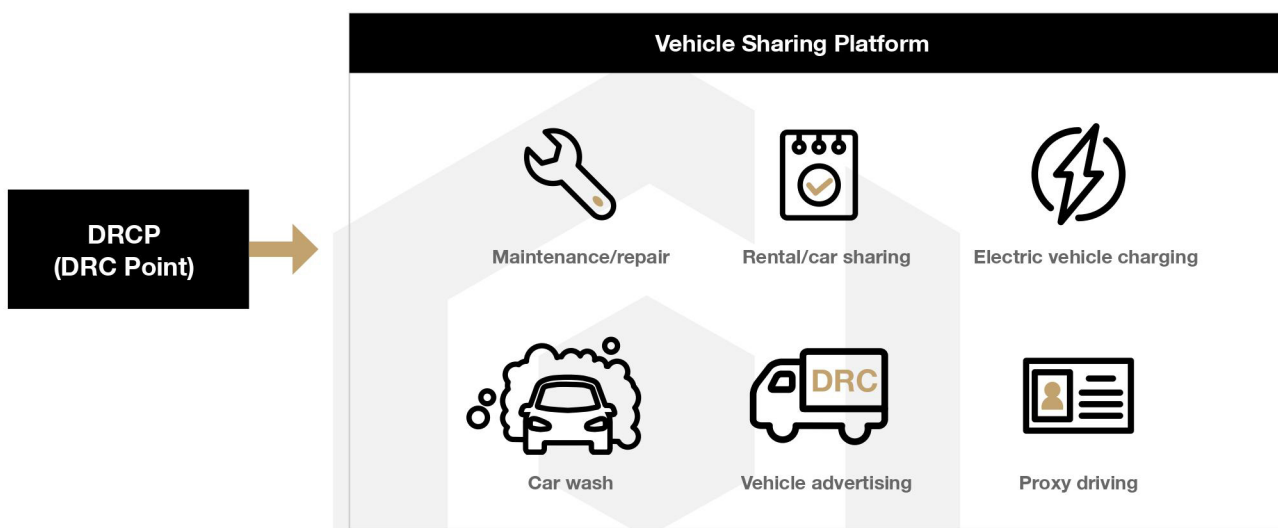 Vehicle Sharing Platform
DRCP
(DRC Point)
Maintenance/repair
Rental/car sharing
Electric vehicle charging
DRC
Car wash
Vehicle advertising
Proxy driving